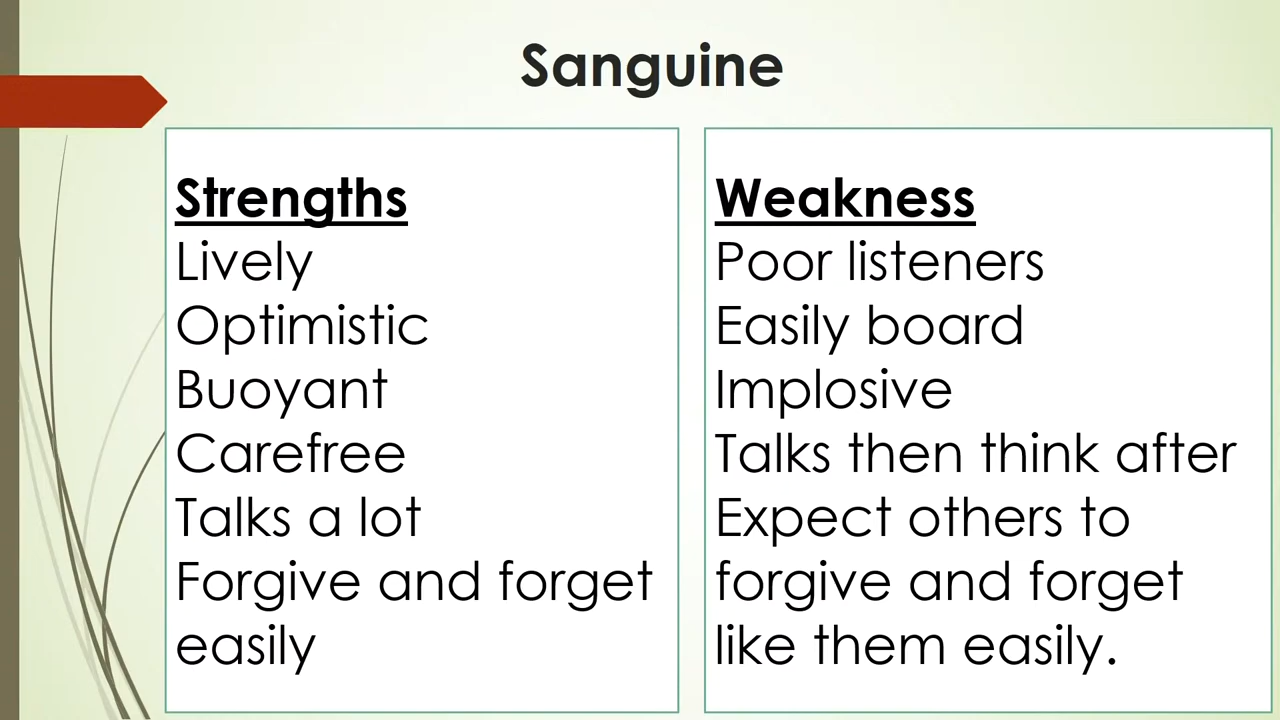 Sanguine
Strengths
Lively
Optimistic
Buoyant
Carefree
Talks a lot
Forgive and forget
easily
Weakness
Poor listeners
Easily board
Implosive
Talks then think after
Expect others to
forgive and forget
like them easily.